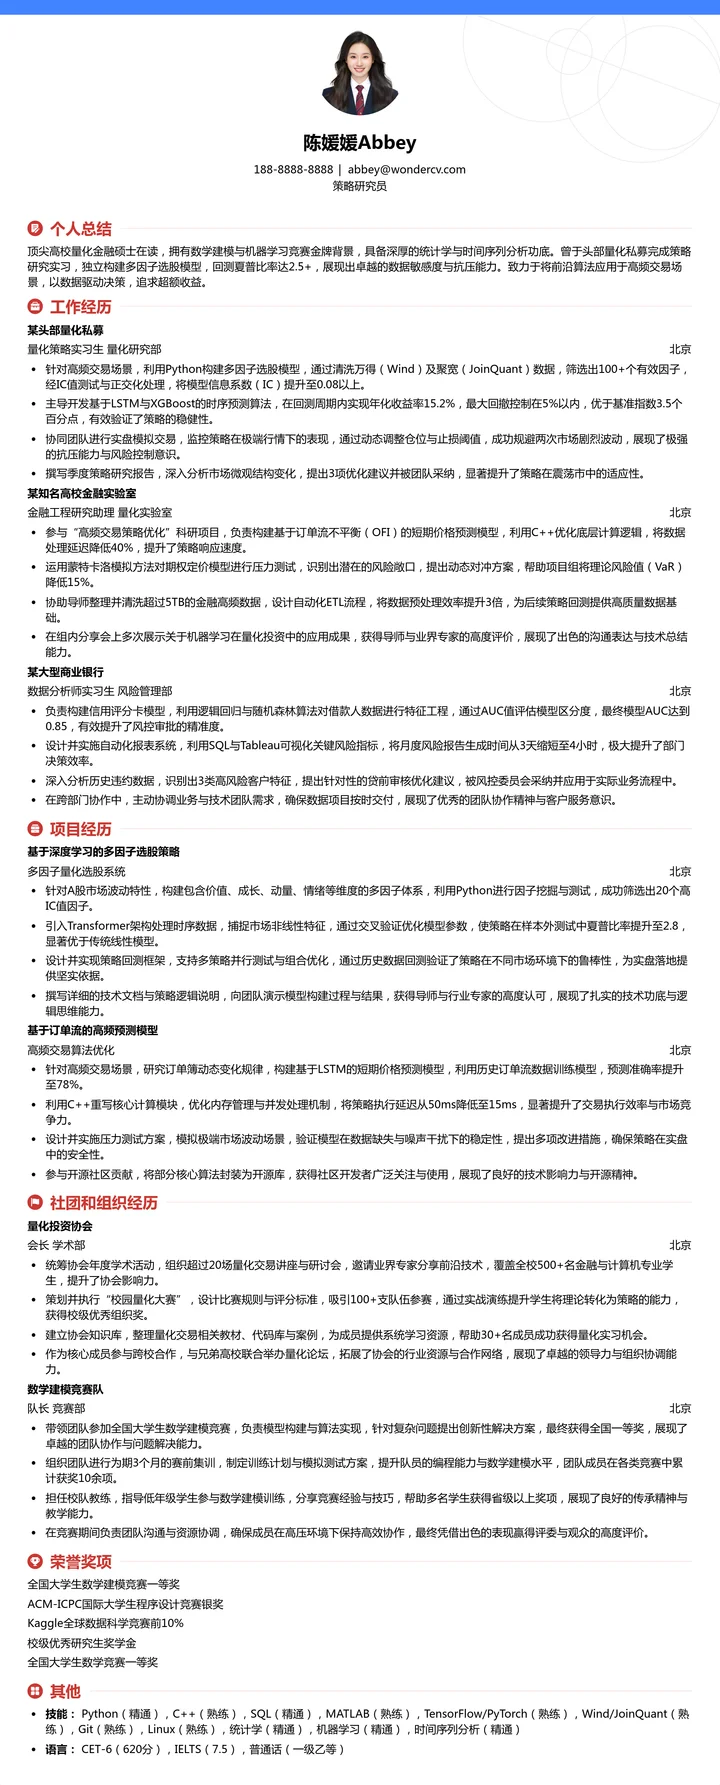 陈媛媛Abbey
188-8888-8888 | abbey@wondercv.com
策略研究员
个人总结
顶尖高校量化金融硕士在读，拥有数学建模与机器学习竞赛金牌背景，具备深厚的统计学与时间序列分析功底。曾于头部量化私募完成策略
研究实习，独立构建多因子选股模型，回测夏普比率达2.5+，展现出卓越的数据敏感度与抗压能力。致力于将前沿算法应用于高频交易场
景，以数据驱动决策，追求超额收益。
工作经历
某头部量化私募
量化策略实习生 量化研究部 北京
• 针对高频交易场景，利用Python构建多因子选股模型，通过清洗万得（Wind）及聚宽（JoinQuant）数据，筛选出100+个有效因子，
经IC值测试与正交化处理，将模型信息系数（IC）提升至0.08以上。
• 主导开发基于LSTM与XGBoost的时序预测算法，在回测周期内实现年化收益率15.2%，最大回撤控制在5%以内，优于基准指数3.5个
百分点，有效验证了策略的稳健性。
• 协同团队进行实盘模拟交易，监控策略在极端行情下的表现，通过动态调整仓位与止损阈值，成功规避两次市场剧烈波动，展现了极强
的抗压能力与风险控制意识。
• 撰写季度策略研究报告，深入分析市场微观结构变化，提出3项优化建议并被团队采纳，显著提升了策略在震荡市中的适应性。
某知名高校金融实验室
金融工程研究助理 量化实验室 北京
• 参与“高频交易策略优化”科研项目，负责构建基于订单流不平衡（OFI）的短期价格预测模型，利用C++优化底层计算逻辑，将数据
处理延迟降低40%，提升了策略响应速度。
• 运用蒙特卡洛模拟方法对期权定价模型进行压力测试，识别出潜在的风险敞口，提出动态对冲方案，帮助项目组将理论风险值（VaR）
降低15%。
• 协助导师整理并清洗超过5TB的金融高频数据，设计自动化ETL流程，将数据预处理效率提升3倍，为后续策略回测提供高质量数据基
础。
• 在组内分享会上多次展示关于机器学习在量化投资中的应用成果，获得导师与业界专家的高度评价，展现了出色的沟通表达与技术总结
能力。
某大型商业银行
数据分析师实习生 风险管理部 北京
• 负责构建信用评分卡模型，利用逻辑回归与随机森林算法对借款人数据进行特征工程，通过AUC值评估模型区分度，最终模型AUC达到
0.85，有效提升了风控审批的精准度。
• 设计并实施自动化报表系统，利用SQL与Tableau可视化关键风险指标，将月度风险报告生成时间从3天缩短至4小时，极大提升了部门
决策效率。
• 深入分析历史违约数据，识别出3类高风险客户特征，提出针对性的贷前审核优化建议，被风控委员会采纳并应用于实际业务流程中。
• 在跨部门协作中，主动协调业务与技术团队需求，确保数据项目按时交付，展现了优秀的团队协作精神与客户服务意识。
项目经历
基于深度学习的多因子选股策略
多因子量化选股系统 北京
• 针对A股市场波动特性，构建包含价值、成长、动量、情绪等维度的多因子体系，利用Python进行因子挖掘与测试，成功筛选出20个高
IC值因子。
• 引入Transformer架构处理时序数据，捕捉市场非线性特征，通过交叉验证优化模型参数，使策略在样本外测试中夏普比率提升至2.8，
显著优于传统线性模型。
• 设计并实现策略回测框架，支持多策略并行测试与组合优化，通过历史数据回测验证了策略在不同市场环境下的鲁棒性，为实盘落地提
供坚实依据。
• 撰写详细的技术文档与策略逻辑说明，向团队演示模型构建过程与结果，获得导师与行业专家的高度认可，展现了扎实的技术功底与逻
辑思维能力。
基于订单流的高频预测模型
高频交易算法优化 北京
• 针对高频交易场景，研究订单簿动态变化规律，构建基于LSTM的短期价格预测模型，利用历史订单流数据训练模型，预测准确率提升
至78%。
• 利用C++重写核心计算模块，优化内存管理与并发处理机制，将策略执行延迟从50ms降低至15ms，显著提升了交易执行效率与市场竞
争力。
• 设计并实施压力测试方案，模拟极端市场波动场景，验证模型在数据缺失与噪声干扰下的稳定性，提出多项改进措施，确保策略在实盘
中的安全性。
• 参与开源社区贡献，将部分核心算法封装为开源库，获得社区开发者广泛关注与使用，展现了良好的技术影响力与开源精神。
社团和组织经历
量化投资协会
会长 学术部 北京
• 统筹协会年度学术活动，组织超过20场量化交易讲座与研讨会，邀请业界专家分享前沿技术，覆盖全校500+名金融与计算机专业学
生，提升了协会影响力。
• 策划并执行“校园量化大赛”，设计比赛规则与评分标准，吸引100+支队伍参赛，通过实战演练提升学生将理论转化为策略的能力，
获得校级优秀组织奖。
• 建立协会知识库，整理量化交易相关教材、代码库与案例，为成员提供系统学习资源，帮助30+名成员成功获得量化实习机会。
• 作为核心成员参与跨校合作，与兄弟高校联合举办量化论坛，拓展了协会的行业资源与合作网络，展现了卓越的领导力与组织协调能
力。
数学建模竞赛队
队长 竞赛部 北京
• 带领团队参加全国大学生数学建模竞赛，负责模型构建与算法实现，针对复杂问题提出创新性解决方案，最终获得全国一等奖，展现了
卓越的团队协作与问题解决能力。
• 组织团队进行为期3个月的赛前集训，制定训练计划与模拟测试方案，提升队员的编程能力与数学建模水平，团队成员在各类竞赛中累
计获奖10余项。
• 担任校队教练，指导低年级学生参与数学建模训练，分享竞赛经验与技巧，帮助多名学生获得省级以上奖项，展现了良好的传承精神与
教学能力。
• 在竞赛期间负责团队沟通与资源协调，确保成员在高压环境下保持高效协作，最终凭借出色的表现赢得评委与观众的高度评价。
荣誉奖项
全国大学生数学建模竞赛一等奖
ACM-ICPC国际大学生程序设计竞赛银奖
Kaggle全球数据科学竞赛前10%
校级优秀研究生奖学金
全国大学生数学竞赛一等奖
其他
• 技能： Python（精通），C++（熟练），SQL（精通），MATLAB（熟练），TensorFlow/PyTorch（熟练），Wind/JoinQuant（熟
练），Git（熟练），Linux（熟练），统计学（精通），机器学习（精通），时间序列分析（精通）
• 语言： CET-6（620分），IELTS（7.5），普通话（一级乙等）